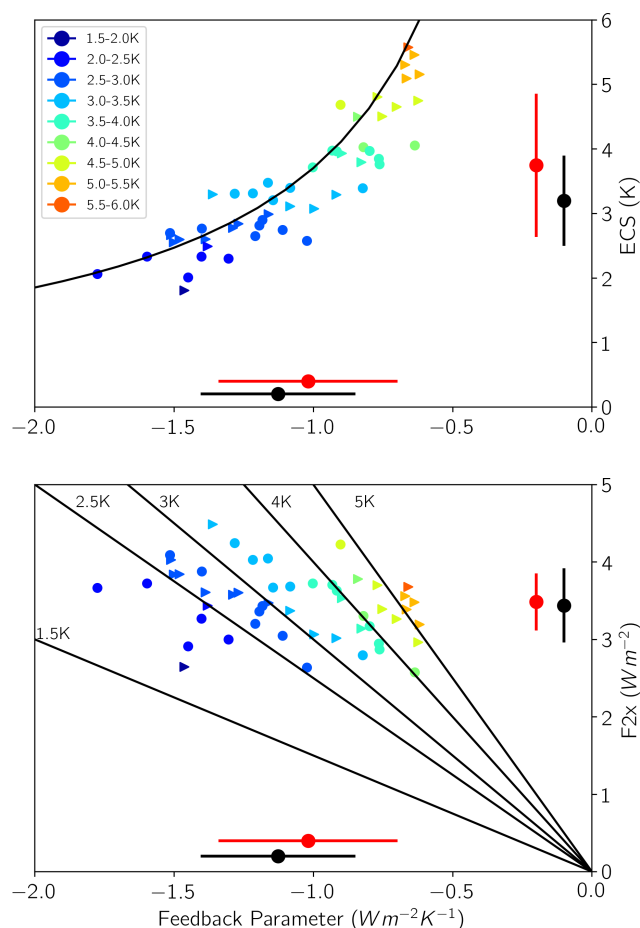 6
1.5-2.0K
2.0-2.5K
2.5-3.0K
3.0-3.5K
3.5-4.0K
4.0-4.5K
4.5-5.0K
5.0-5.5K
5.5-6.0K
5
4
3
2
1
0
ECS (K)
−2.0 −1.5 −1.0 −0.5 0.0
5
4
3
2
1
0
F2x (Wm−2)
2.5K 3K 4K 5K
1.5K
−2.0 −1.5 −1.0 −0.5 0.0
Feedback Parameter (Wm−2K−1)